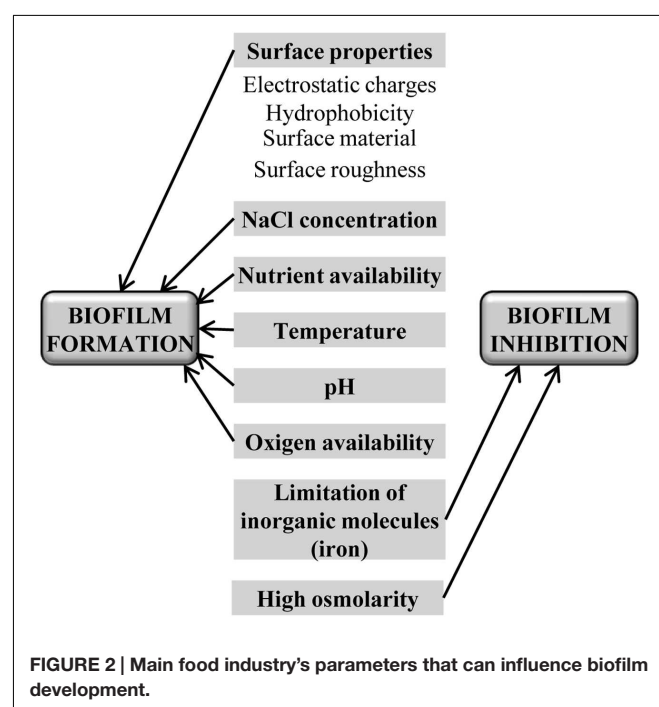 Surface properties
Electrostatic charges
Hydrophobicity
Surface material
Surface roughness
NaCl concentration
Nutrient availability
BIOFILM
FORMATION
Temperature
BIOFILM
INHIBITION
pH
Oxigen availability
Limitation of
inorganic molecules
(iron)
High osmolarity
FIGURE 2 | Main food industry's parameters that can influence biofilm
development.